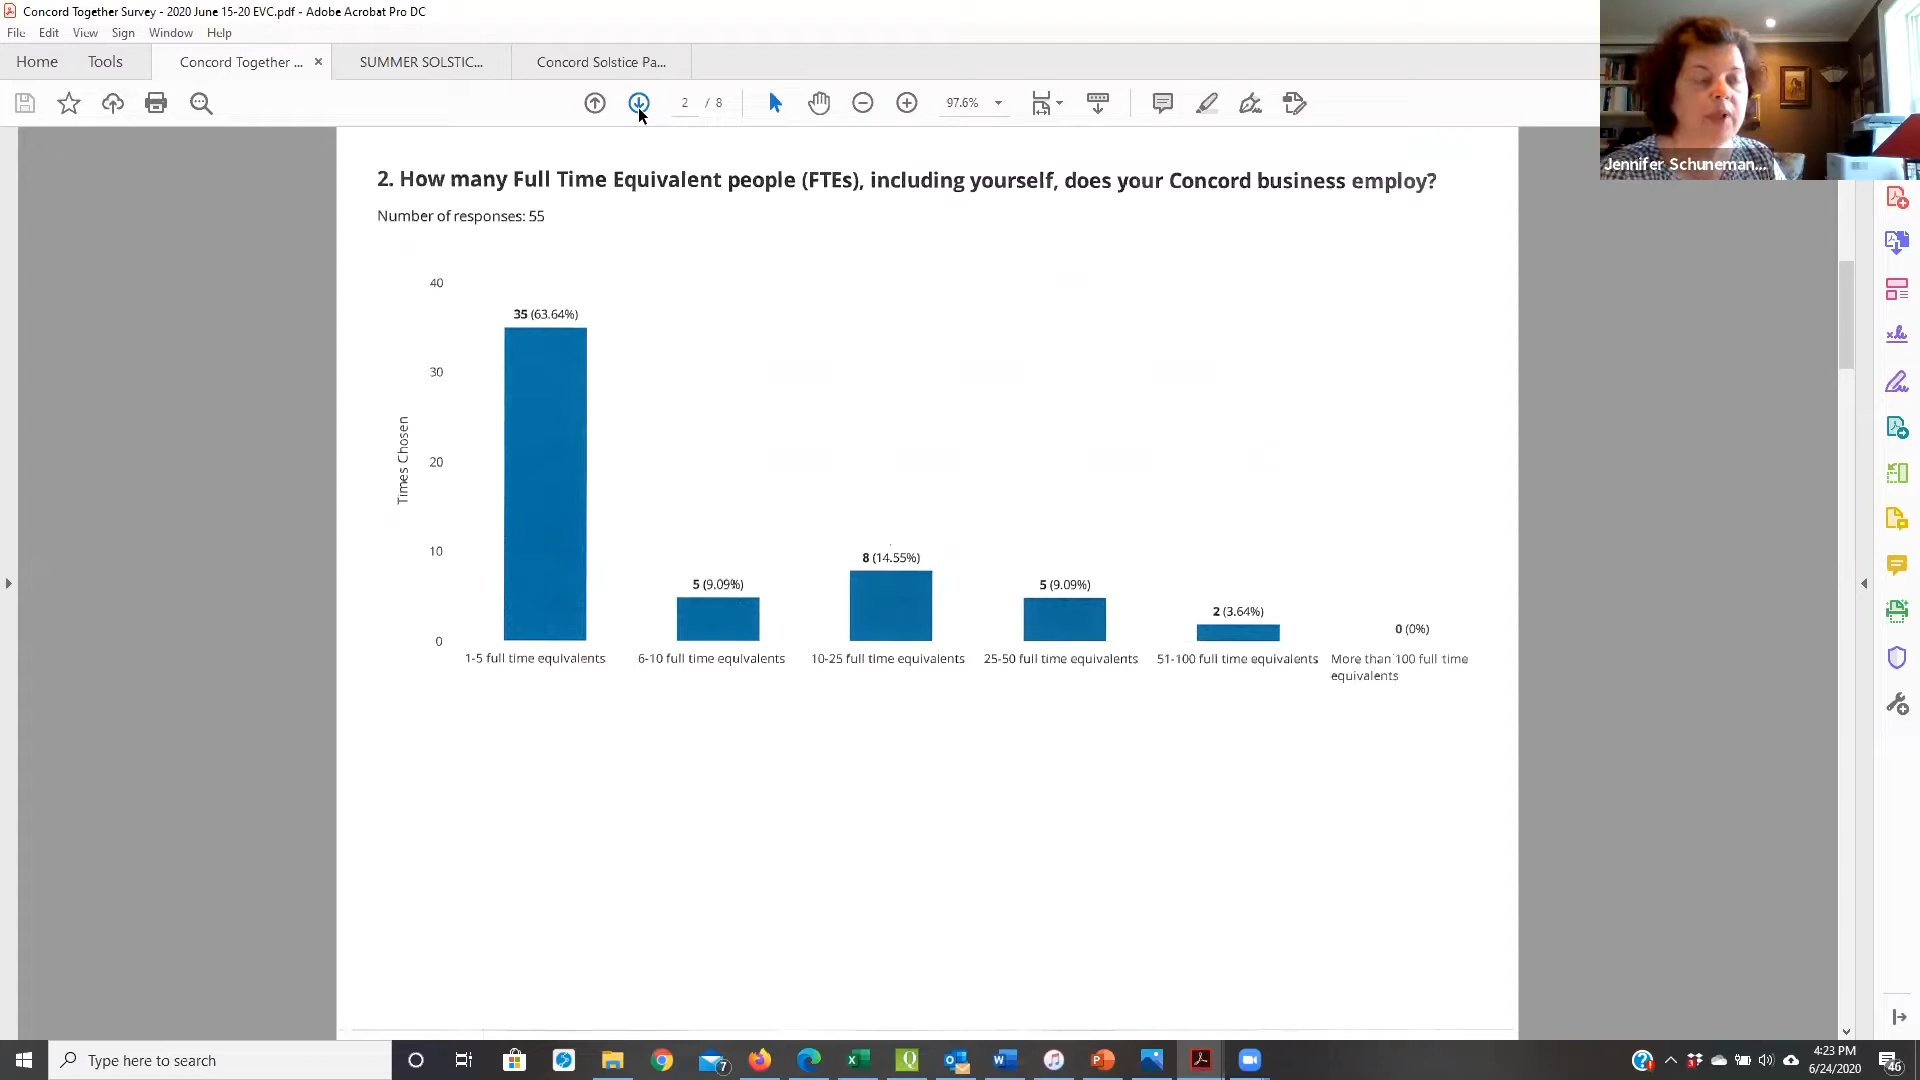 Concord Together Survey - 2020 June 15-20 EVC.pdf - Adobe Acrobat Pro DC
File Edit View Sign Window Help
Home Tools Concord Together ... × SUMMER SOLSTIC... Concord Solstice Pa...
2 / 8 97.6%
Jennifer Schuneman...
2. How many Full Time Equivalent people (FTEs), including yourself, does your Concord business employ?
Number of responses: 55
Times Chosen
40
30
20
10
0
35 (63.64%)
5 (9.09%)
8 (14.55%)
5 (9.09%)
2 (3.64%)
0 (0%)
1-5 full time equivalents
6-10 full time equivalents
10-25 full time equivalents
25-50 full time equivalents
51-100 full time equivalents
More than 100 full time
equivalents
Type here to search
7
4:23 PM
6/24/2020
46